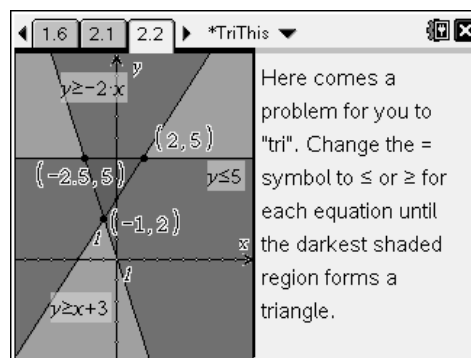 1.6 2.1 2.2 *TriThis
y
y≥-2·x
(2,5)
(-2.5,5)
y≤5
(-1,2)
1
x
1
y≥x+3
Here comes a
problem for you to
"tri". Change the =
symbol to ≤ or ≥ for
each equation until
the darkest shaded
region forms a
triangle.